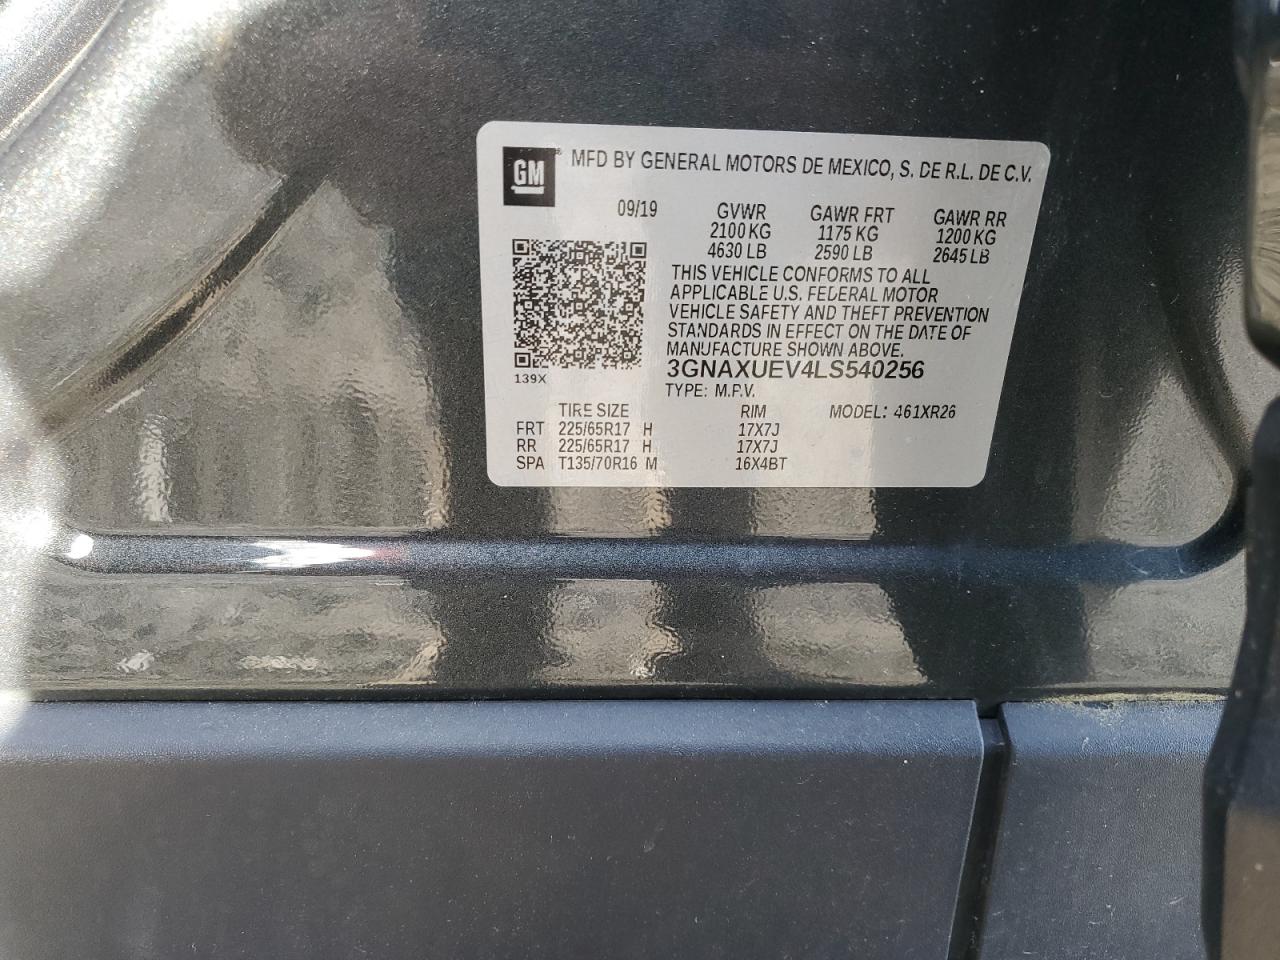 GM® MFD BY GENERAL MOTORS DE MEXICO, S. DE R.L. DE C.V.
09/19 GVWR GAWR FRT GAWR RR
2100 KG 1175 KG 1200 KG
4630 LB 2590 LB 2645 LB
THIS VEHICLE CONFORMS TO ALL
APPLICABLE U.S. FEDERAL MOTOR
VEHICLE SAFETY AND THEFT PREVENTION
STANDARDS IN EFFECT ON THE DATE OF
MANUFACTURE SHOWN ABOVE.
3GNAXUEV4LS540256
139X
TYPE: M.P.V.
TIRE SIZE RIM MODEL: 461XR26
FRT 225/65R17 H 17X7J
RR 225/65R17 H 17X7J
SPA T135/70R16 M 16X4BT